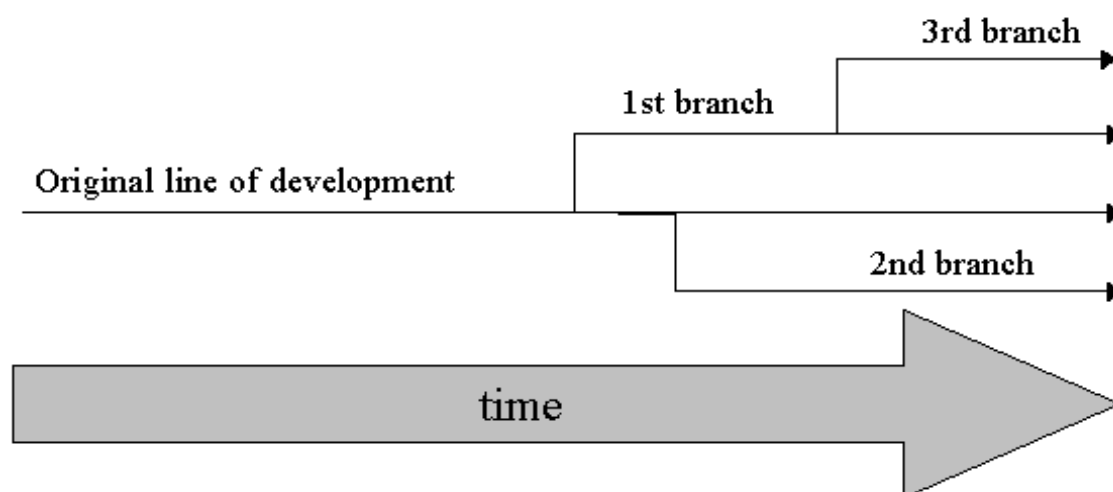 3rd branch
1st branch
Original line of development
2nd branch
time